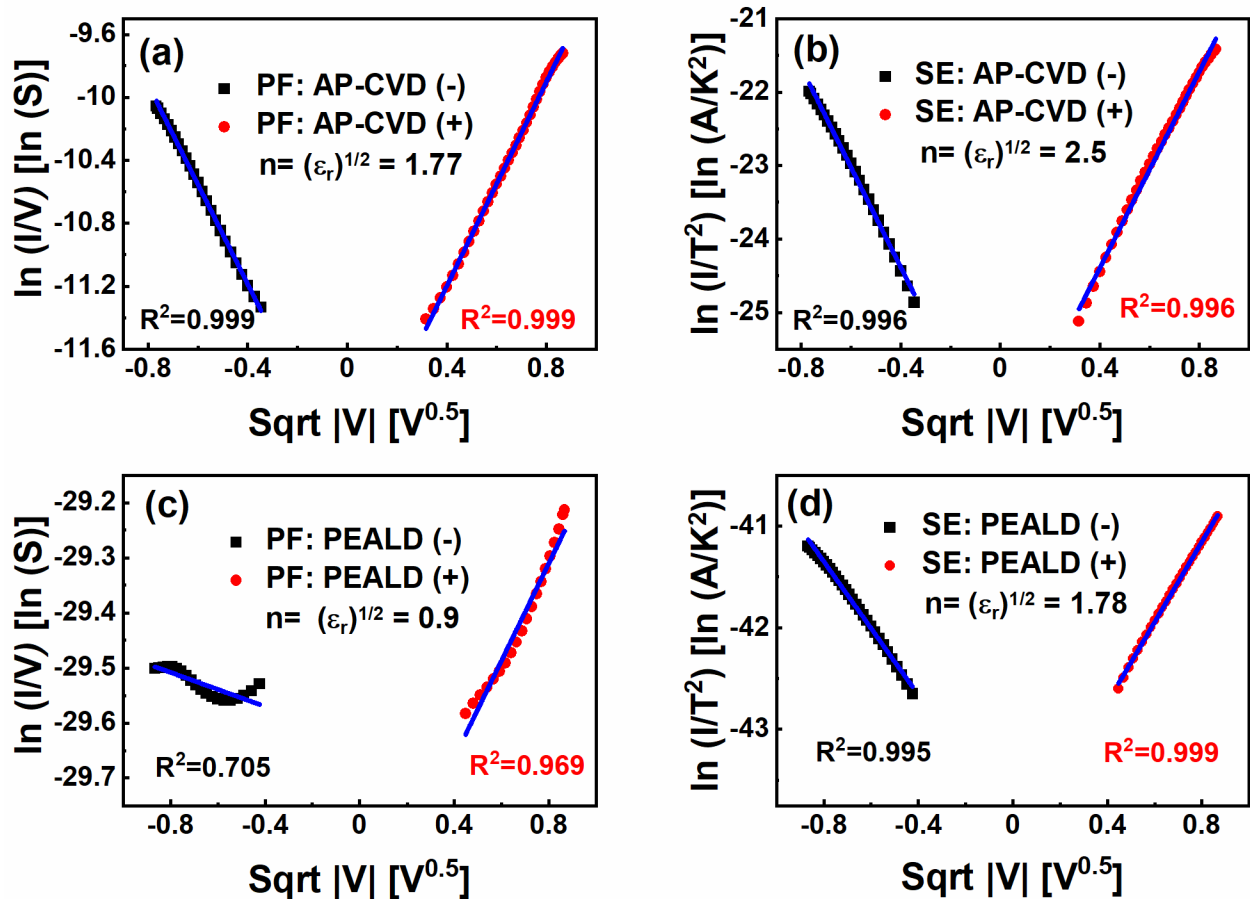 (a)
PF: AP-CVD (-)
PF: AP-CVD (+)
n= (εr)1/2 = 1.77
R2=0.999
R2=0.999
-9.6
-10
-10.4
-10.8
-11.2
-11.6
ln (I/V) [ln (S)]
-0.8
-0.4
0
0.4
0.8
Sqrt |V| [V0.5]
(b)
SE: AP-CVD (-)
SE: AP-CVD (+)
n= (εr)1/2 = 2.5
R2=0.996
R2=0.996
-21
-22
-23
-24
-25
ln (I/T2) [ln (A/K2)]
-0.8
-0.4
0
0.4
0.8
Sqrt |V| [V0.5]
(c)
PF: PEALD (-)
PF: PEALD (+)
n= (εr)1/2 = 0.9
R2=0.705
R2=0.969
-29.2
-29.3
-29.4
-29.5
-29.6
-29.7
ln (I/V) [ln (S)]
-0.8
-0.4
0
0.4
0.8
Sqrt |V| [V0.5]
(d)
SE: PEALD (-)
SE: PEALD (+)
n= (εr)1/2 = 1.78
R2=0.995
R2=0.999
-41
-42
-43
ln (I/T2) [ln (A/K2)]
-0.8
-0.4
0
0.4
0.8
Sqrt |V| [V0.5]